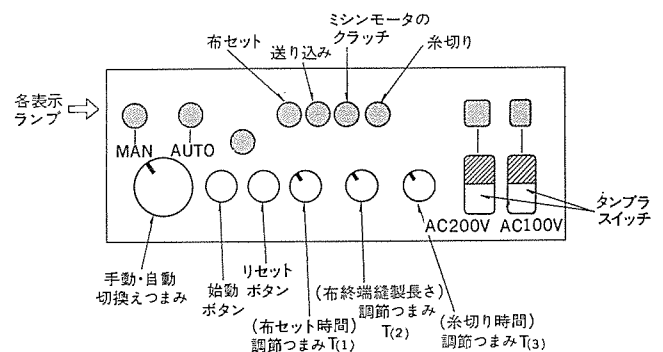 ミシンモータの
クラッチ
布セット
送り込み
糸切り
各表示
ランプ
MAN
AUTO
AC200V
AC100V
タンブラ
スイッチ
手動・自動
切換えつまみ
始動
ボタン
リセット
ボタン
(布セット時間)
調節つまみT(1)
(布終端縫製長さ)
調節つまみ
T(2)
(糸切り時間)
調節つまみT(3)